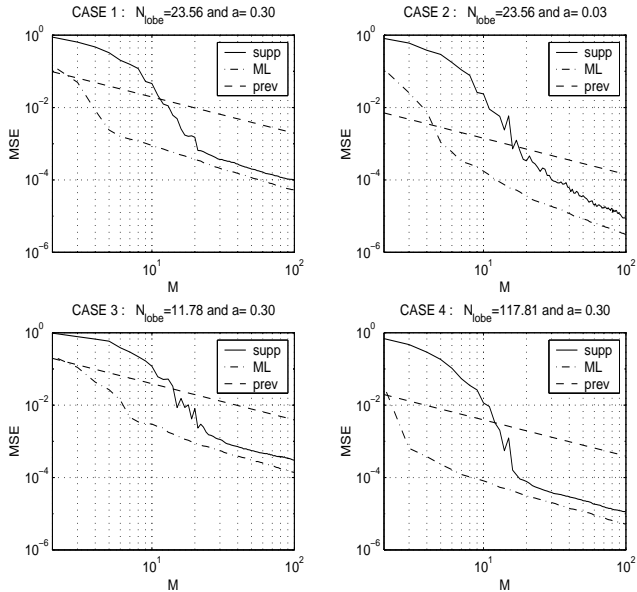 CASE 1 :   N_lobe=23.56 and a= 0.30
10^0
10^-2
10^-4
10^-6
MSE
supp
ML
prev
10^1
10^2
M
CASE 2 :   N_lobe=23.56 and a= 0.03
10^0
10^-2
10^-4
10^-6
MSE
supp
ML
prev
10^1
10^2
M
CASE 3 :   N_lobe=11.78 and a= 0.30
10^0
10^-2
10^-4
10^-6
MSE
supp
ML
prev
10^1
10^2
M
CASE 4 :   N_lobe=117.81 and a= 0.30
10^0
10^-2
10^-4
10^-6
MSE
supp
ML
prev
10^1
10^2
M